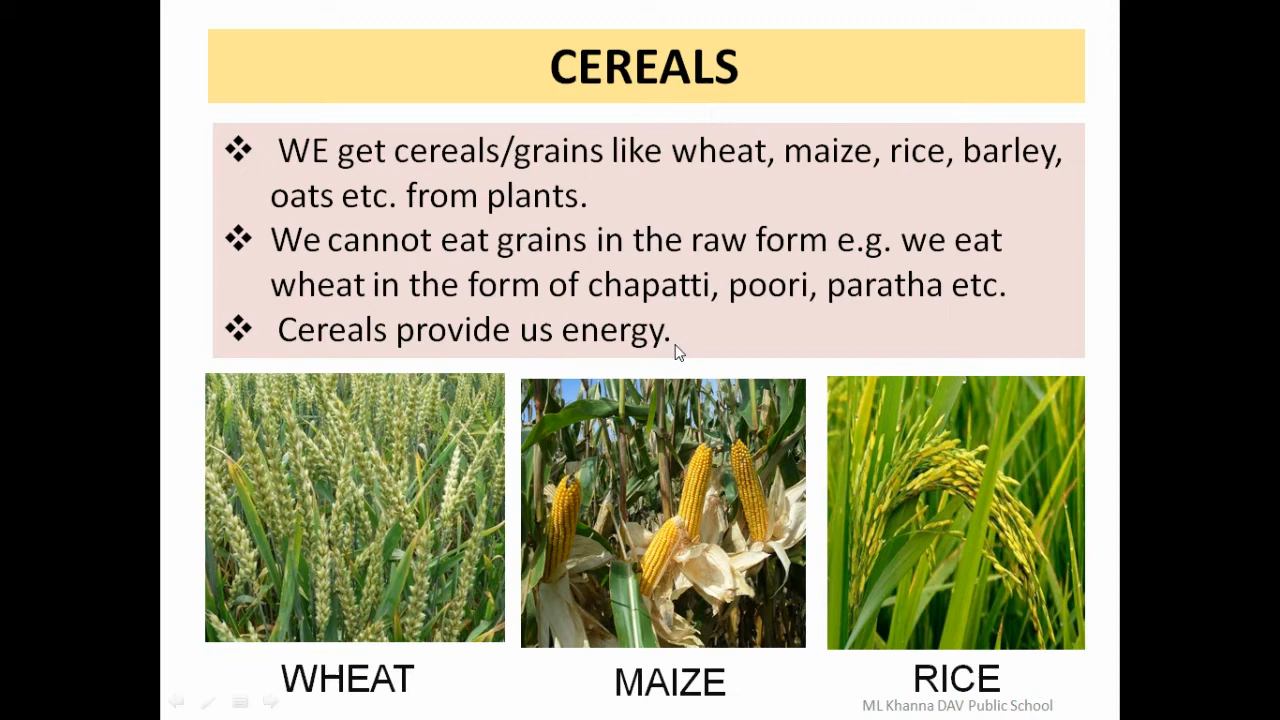 CEREALS
❖ WE get cereals/grains like wheat, maize, rice, barley,
oats etc. from plants.
❖ We cannot eat grains in the raw form e.g. we eat
wheat in the form of chapatti, poori, paratha etc.
❖ Cereals provide us energy.
WHEAT
MAIZE
RICE
ML Khanna DAV Public School